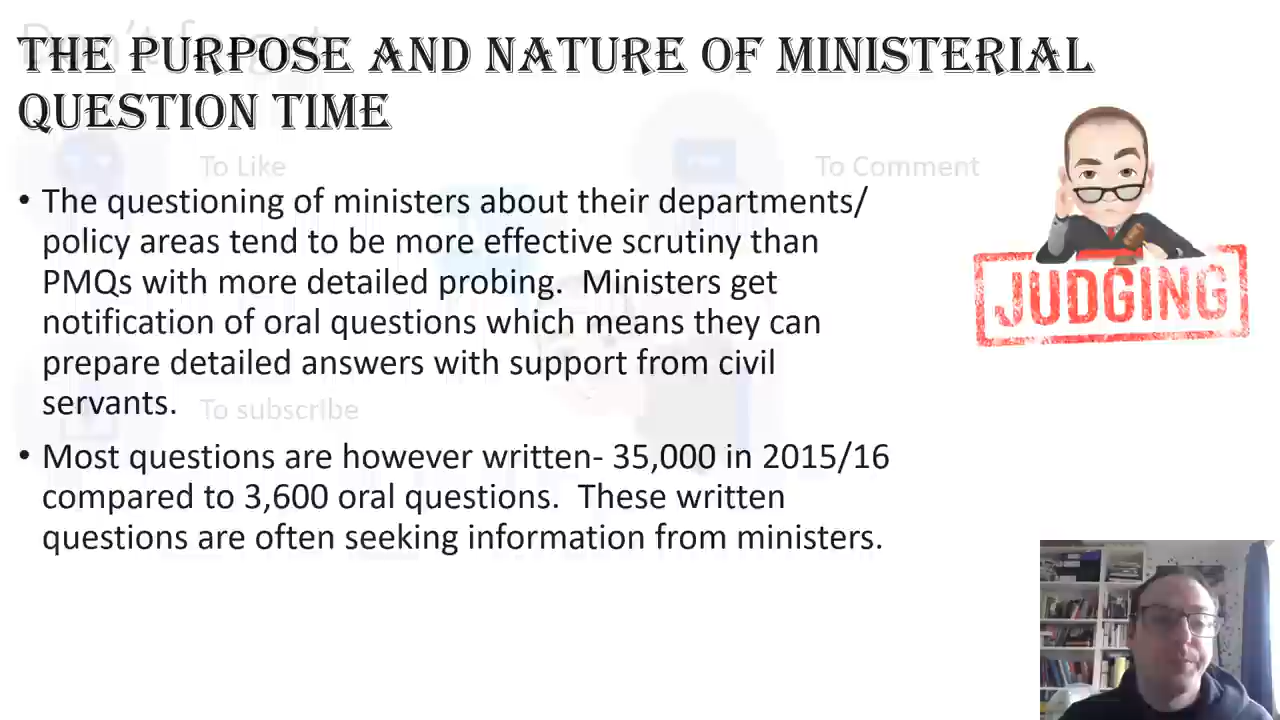 Don't forget
THE PURPOSE AND NATURE OF MINISTERIAL
QUESTION TIME
To Like
To Comment
• The questioning of ministers about their departments/
policy areas tend to be more effective scrutiny than
PMQs with more detailed probing.  Ministers get
notification of oral questions which means they can
prepare detailed answers with support from civil
servants.
To subscribe
• Most questions are however written- 35,000 in 2015/16
compared to 3,600 oral questions.  These written
questions are often seeking information from ministers.
JUDGING